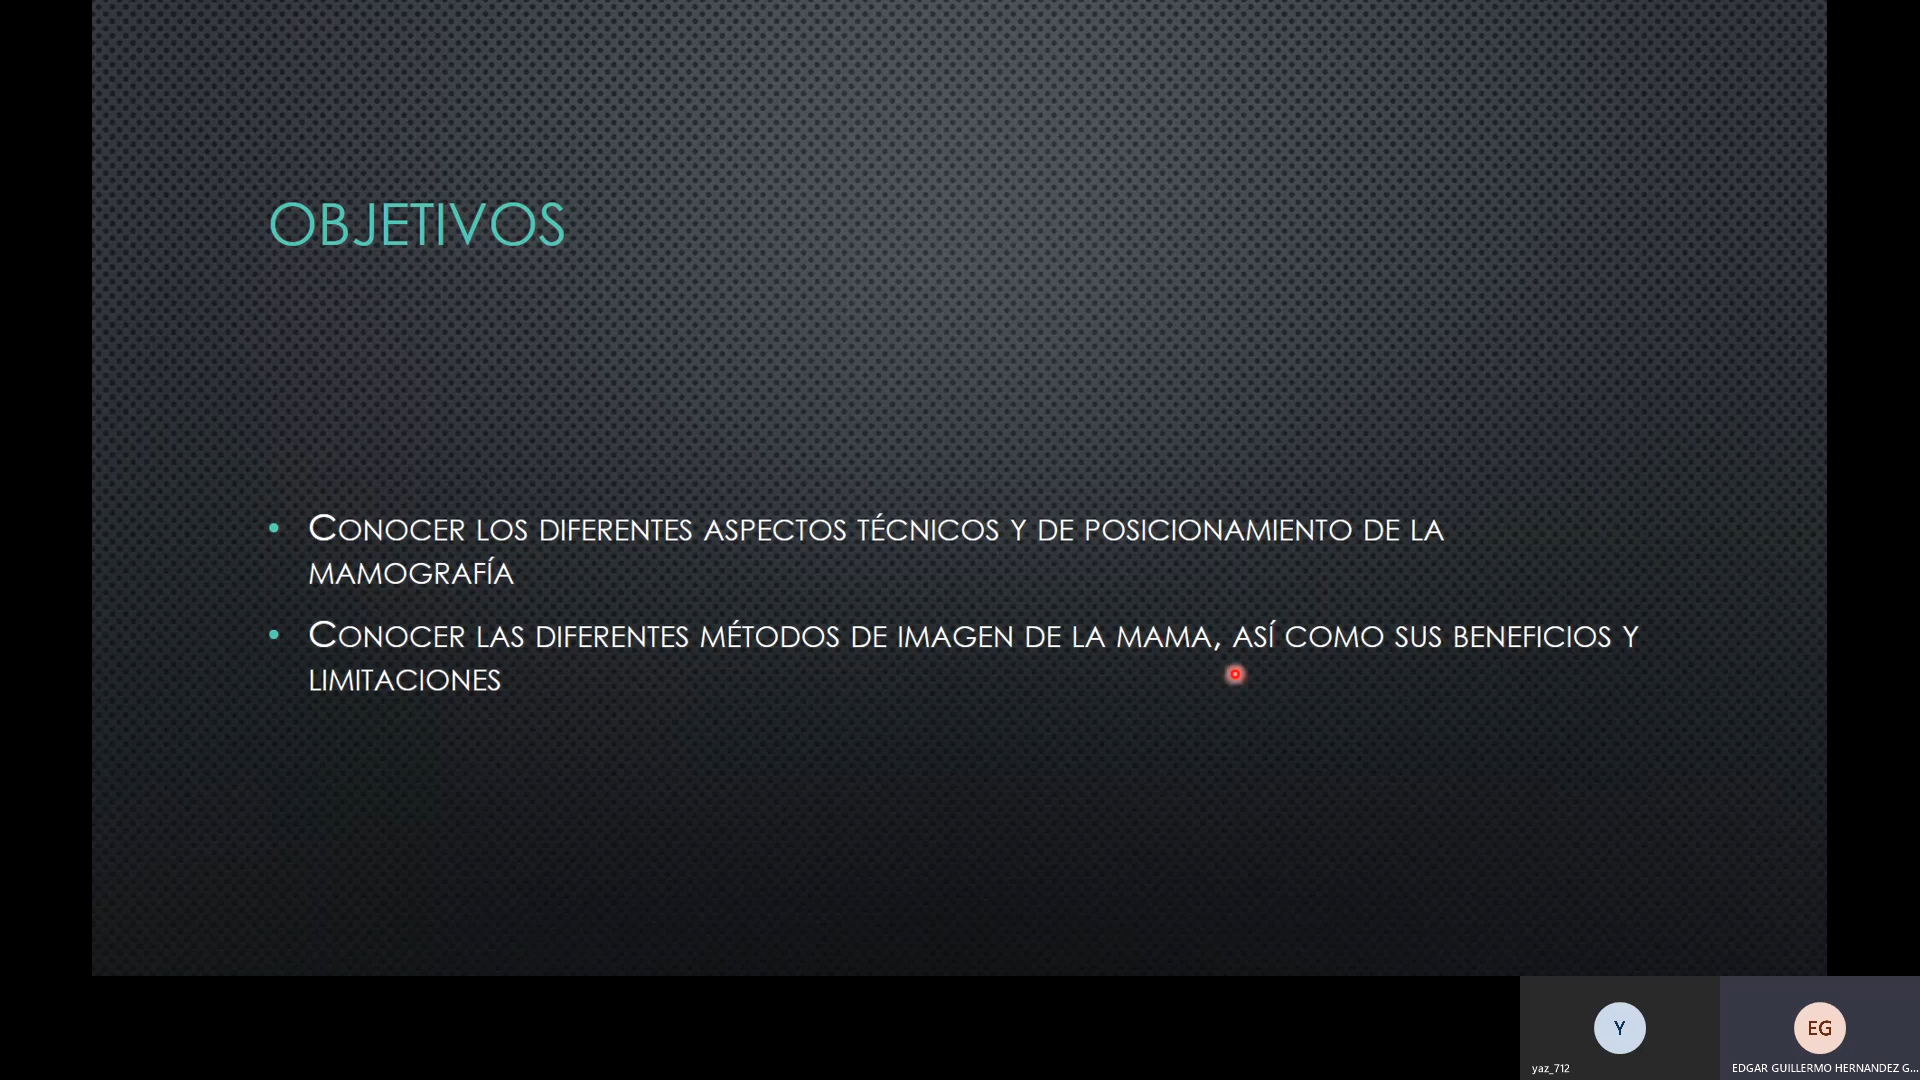 OBJETIVOS
• CONOCER LOS DIFERENTES ASPECTOS TÉCNICOS Y DE POSICIONAMIENTO DE LA
MAMOGRAFÍA
• CONOCER LAS DIFERENTES MÉTODOS DE IMAGEN DE LA MAMA, ASÍ COMO SUS BENEFICIOS Y
LIMITACIONES
Y
EG
yaz_712
EDGAR GUILLERMO HERNANDEZ G...